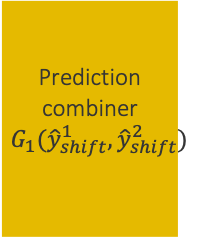 Prediction
combiner
G₁(ŷ¹ₛₕᵢfₜ, ŷ²ₛₕᵢfₜ)